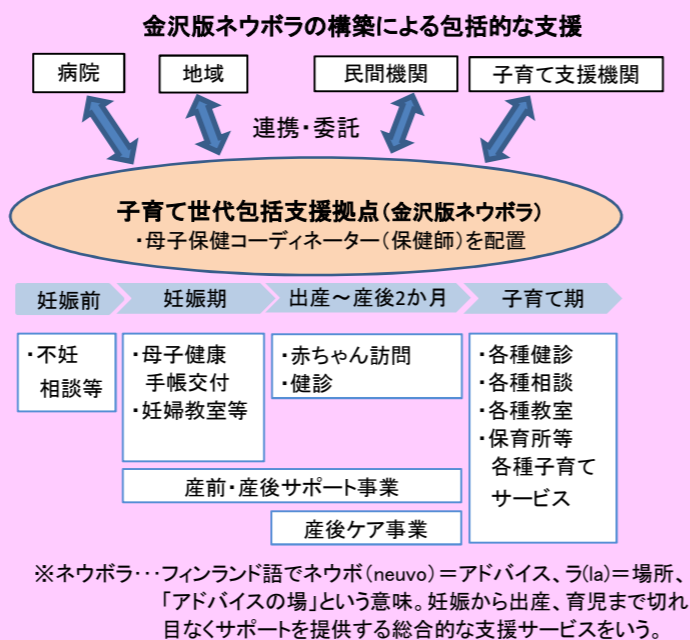 金沢版ネウボラの構築による包括的な支援
病院
地域
民間機関
子育て支援機関
連携・委託
子育て世代包括支援拠点(金沢版ネウボラ)
・母子保健コーディネーター(保健師)を配置
妊娠前
妊娠期
出産~産後2か月
子育て期
・不妊
相談等
・母子健康
手帳交付
・妊婦教室等
・赤ちゃん訪問
・健診
・各種健診
・各種相談
・各種教室
・保育所等
各種子育て
サービス
産前・産後サポート事業
産後ケア事業
※ネウボラ・・・フィンランド語でネウボ(neuvo)=アドバイス、ラ(la)=場所、
「アドバイスの場」という意味。妊娠から出産、育児まで切れ
目なくサポートを提供する総合的な支援サービスをいう。